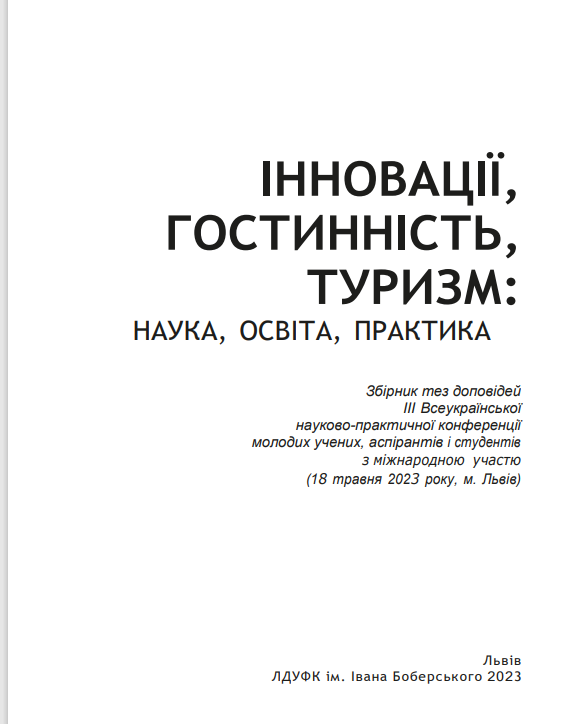 ІННОВАЦІЇ,
ГОСТИННІСТЬ,
ТУРИЗМ:
НАУКА, ОСВІТА, ПРАКТИКА
Збірник тез доповідей
ІІІ Всеукраїнської
науково-практичної конференції
молодих учених, аспірантів і студентів
з міжнародною участю
(18 травня 2023 року, м. Львів)
Львів
ЛДУФК ім. Івана Боберського 2023